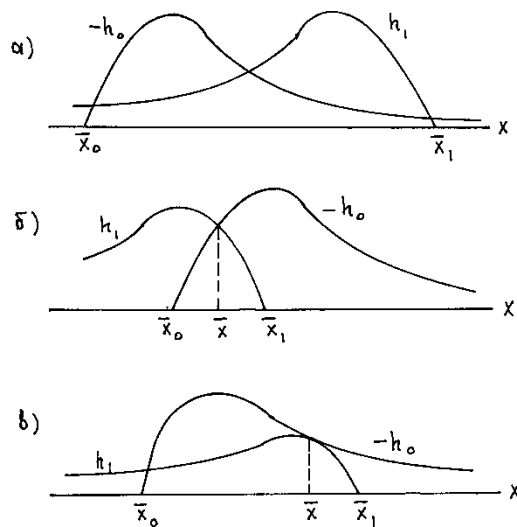 a) -h₀ h₁
x̄₀ x̄₁ x
б) h₁ -h₀
x̄₀ x̄ x̄₁ x
в) h₁ -h₀
x̄₀ x̄ x̄₁ x